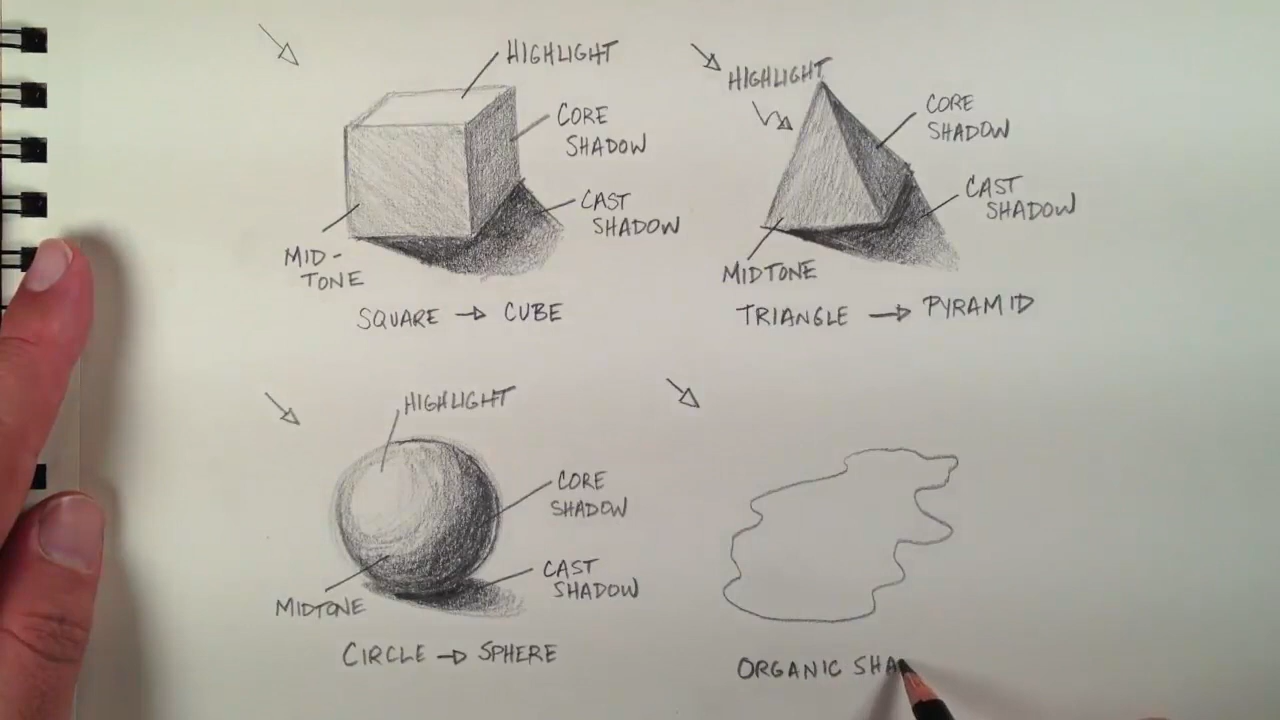 HIGHLIGHT
CORE
SHADOW
CAST
SHADOW
MID-
TONE
SQUARE → CUBE
HIGHLIGHT
CORE
SHADOW
CAST
SHADOW
MIDTONE
TRIANGLE → PYRAMID
HIGHLIGHT
CORE
SHADOW
CAST
SHADOW
MIDTONE
CIRCLE → SPHERE
ORGANIC SHA